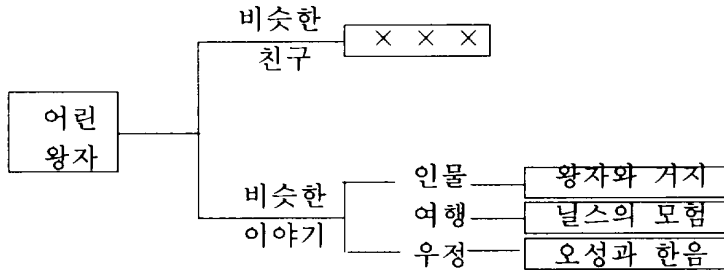 비슷한
친구
× × ×
어린
왕자
비슷한
이야기
인물
왕자와 거지
여행
닐스의 모험
우정
오성과 한음